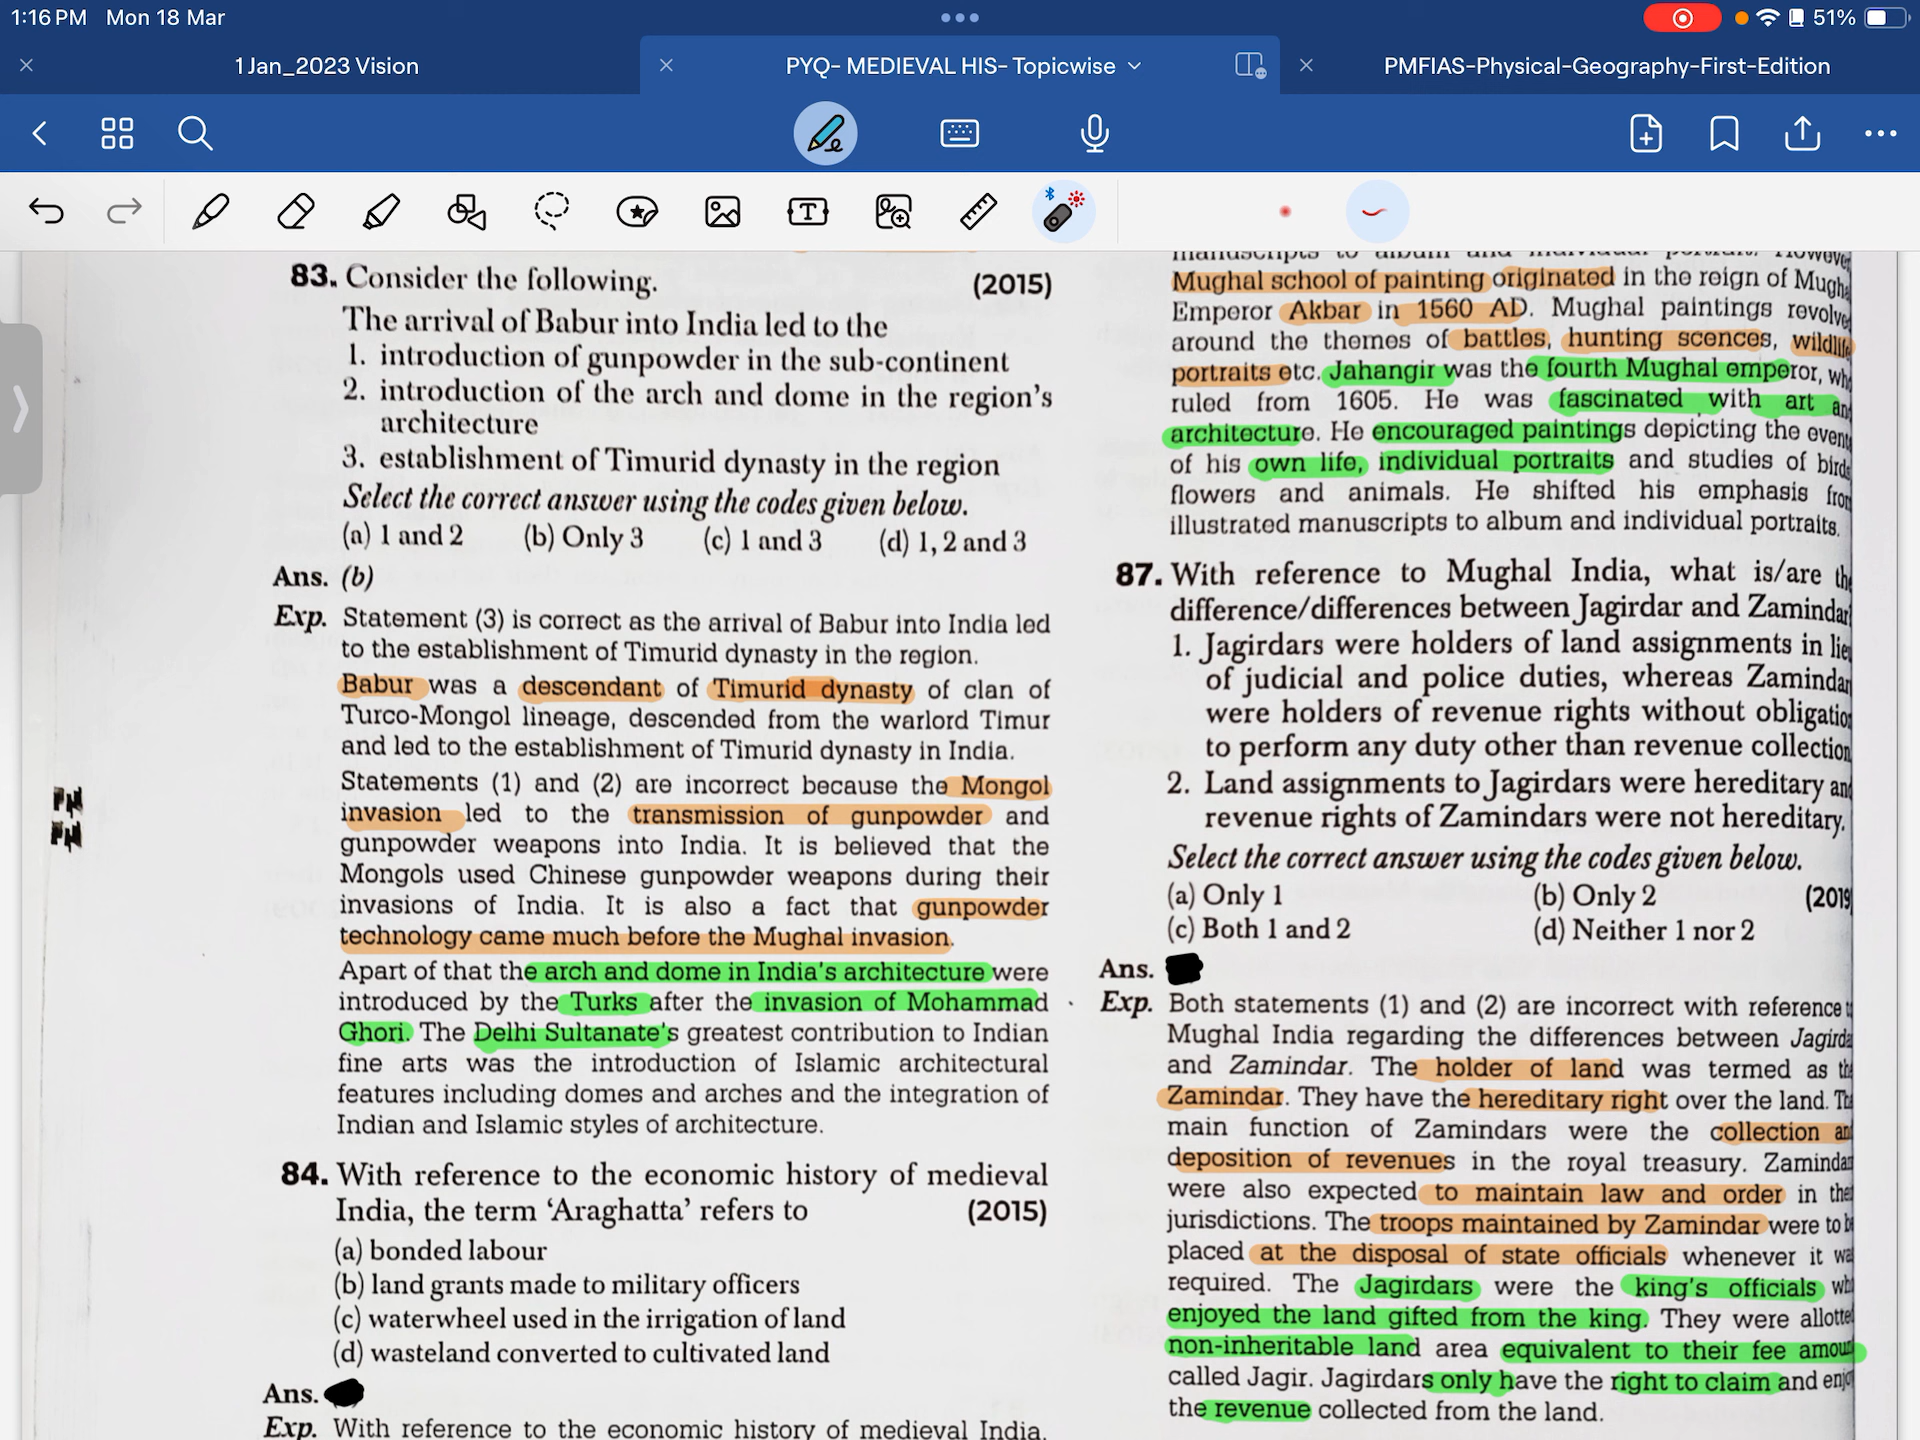 1:16 PM Mon 18 Mar
51%
1Jan_2023 Vision
PYQ- MEDIEVAL HIS- Topicwise
PMFIAS-Physical-Geography-First-Edition
83. Consider the following. (2015)
The arrival of Babur into India led to the
1. introduction of gunpowder in the sub-continent
2. introduction of the arch and dome in the region's
architecture
3. establishment of Timurid dynasty in the region
Select the correct answer using the codes given below.
(a) 1 and 2 (b) Only 3 (c) 1 and 3 (d) 1, 2 and 3
Ans. (b)
Exp. Statement (3) is correct as the arrival of Babur into India led
to the establishment of Timurid dynasty in the region.
Babur was a descendant of Timurid dynasty of clan of
Turco-Mongol lineage, descended from the warlord Timur
and led to the establishment of Timurid dynasty in India.
Statements (1) and (2) are incorrect because the Mongol
invasion led to the transmission of gunpowder and
gunpowder weapons into India. It is believed that the
Mongols used Chinese gunpowder weapons during their
invasions of India. It is also a fact that gunpowder
technology came much before the Mughal invasion.
Apart of that the arch and dome in India's architecture were
introduced by the Turks after the invasion of Mohammad
Ghori. The Delhi Sultanate's greatest contribution to Indian
fine arts was the introduction of Islamic architectural
features including domes and arches and the integration of
Indian and Islamic styles of architecture.
84. With reference to the economic history of medieval
India, the term 'Araghatta' refers to (2015)
(a) bonded labour
(b) land grants made to military officers
(c) waterwheel used in the irrigation of land
(d) wasteland converted to cultivated land
Ans.
Exp. With reference to the economic history of medieval India,
manuscripts to album and individual portrait. However
Mughal school of painting originated in the reign of
Emperor Akbar in 1560 AD. Mughal paintings
around the themes of battles, hunting scences, wildlife
portraits etc. Jahangir was the fourth Mughal emperor,
ruled from 1605. He was fascinated with art
architecture. He encouraged paintings depicting the
of his own life, individual portraits and studies of
flowers and animals. He shifted his emphasis
illustrated manuscripts to album and individual portraits.
87. With reference to Mughal India, what is/are
difference/differences between Jagirdar and Zamindar
1. Jagirdars were holders of land assignments in
of judicial and police duties, whereas
were holders of revenue rights without
to perform any duty other than revenue collection
2. Land assignments to Jagirdars were hereditary
revenue rights of Zamindars were not hereditary.
Select the correct answer using the codes given below.
(a) Only 1 (b) Only 2 (2019
(c) Both 1 and 2 (d) Neither 1 nor 2
Ans.
Exp. Both statements (1) and (2) are incorrect with reference
Mughal India regarding the differences between
and Zamindar. The holder of land was termed as
Zamindar. They have the hereditary right over the land.
main function of Zamindars were the collection
deposition of revenues in the royal treasury.
were also expected to maintain law and order in
jurisdictions. The troops maintained by Zamindar were to
placed at the disposal of state officials whenever it
required. The Jagirdars were the king's officials
enjoyed the land gifted from the king. They were
non-inheritable land area equivalent to their fee
called Jagir. Jagirdars only have the right to claim and
the revenue collected from the land.